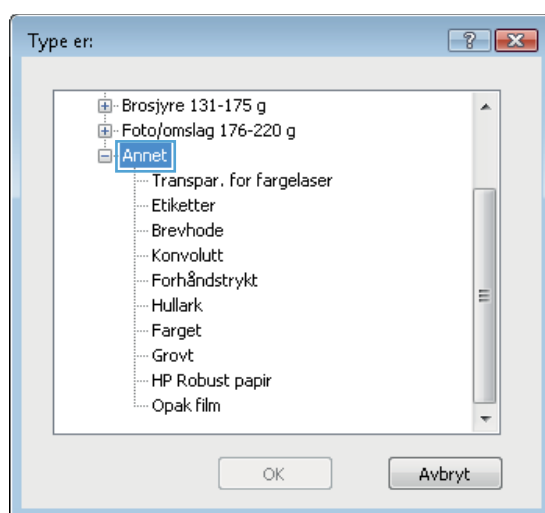 Type er:
Brosjyre 131-175 g
Foto/omslag 176-220 g
Annet
Transpar. for fargelaser
Etiketter
Brevhode
Konvolutt
Forhåndstrykt
Hullark
Farget
Grovt
HP Robust papir
Opak film
OK
Avbryt